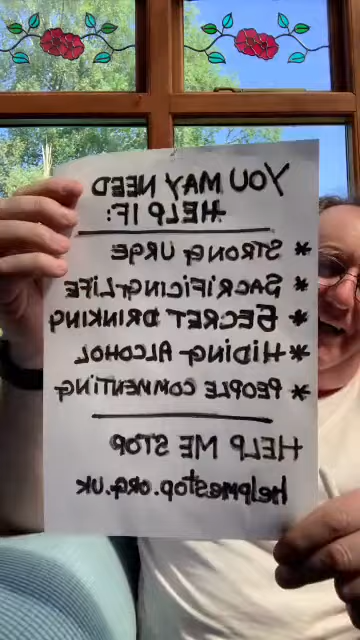 YOU MAY NEED
HELP IF:
* STRONG URGE
* SACRIFICING LIFE
* SECRET DRINKING
* HIDING ALCOHOL
* PEOPLE COMMENTING
HELP ME STOP
helpmestop.org.uk